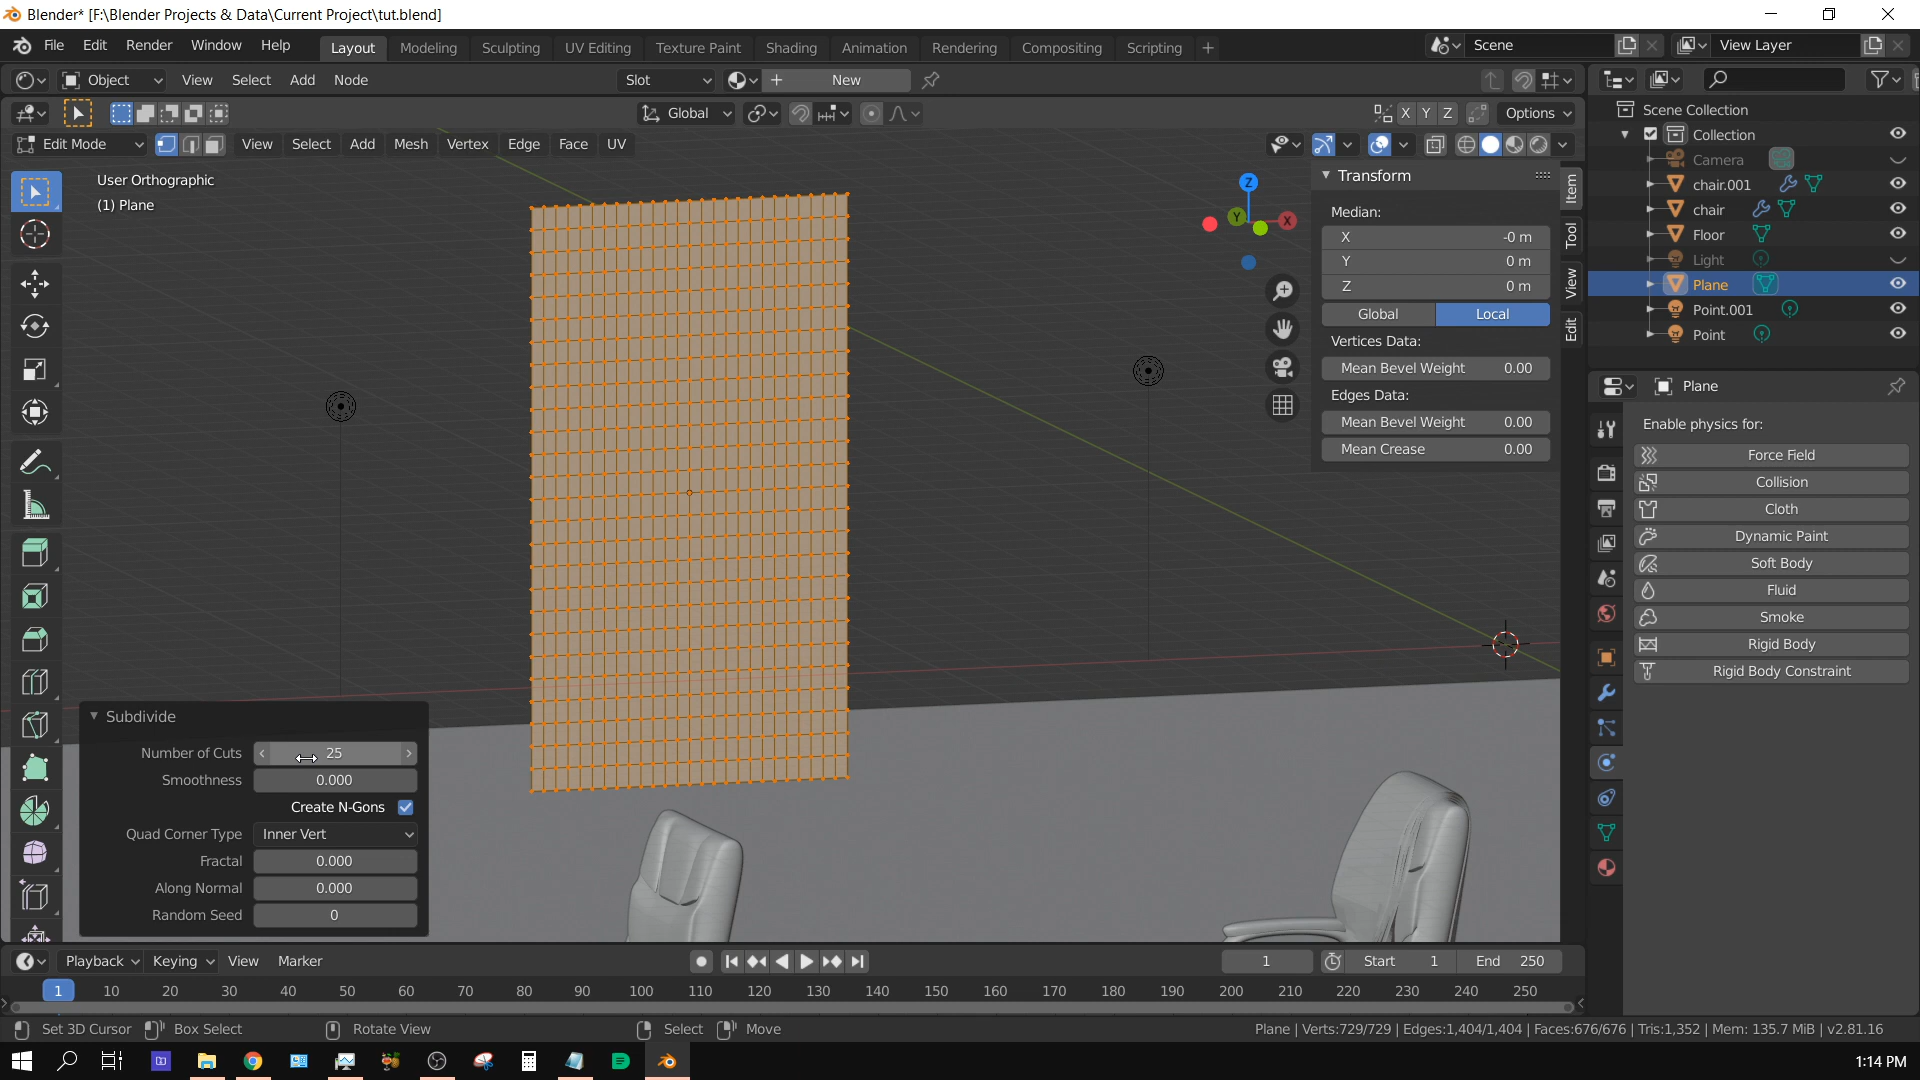 Blender* [F:\Blender Projects & Data\Current Project\tut.blend]
File Edit Render Window Help Layout Modeling Sculpting UV Editing Texture Paint Shading Animation Rendering Compositing Scripting + Scene View Layer
Object View Select Add Node Slot New
Global X Y Z Options
Edit Mode View Select Add Mesh Vertex Edge Face UV
User Orthographic
(1) Plane
Z
Y
X
Transform
Median:
X -0 m
Y 0 m
Z 0 m
Global Local
Vertices Data:
Mean Bevel Weight 0.00
Edges Data:
Mean Bevel Weight 0.00
Mean Crease 0.00
Item
Tool
View
Edit
Scene Collection
Collection
Camera
chair.001
chair
Floor
Light
Plane
Point.001
Point
Plane
Enable physics for:
Force Field
Collision
Cloth
Dynamic Paint
Soft Body
Fluid
Smoke
Rigid Body
Rigid Body Constraint
Subdivide
Number of Cuts 25
Smoothness 0.000
Create N-Gons
Quad Corner Type Inner Vert
Fractal 0.000
Along Normal 0.000
Random Seed 0
Playback Keying View Marker 1 Start 1 End 250
1 10 20 30 40 50 60 70 80 90 100 110 120 130 140 150 160 170 180 190 200 210 220 230 240 250
Set 3D Cursor Box Select Rotate View Select Move Plane | Verts:729/729 | Edges:1,404/1,404 | Faces:676/676 | Tris:1,352 | Mem: 135.7 MiB | v2.81.16
1:14 PM